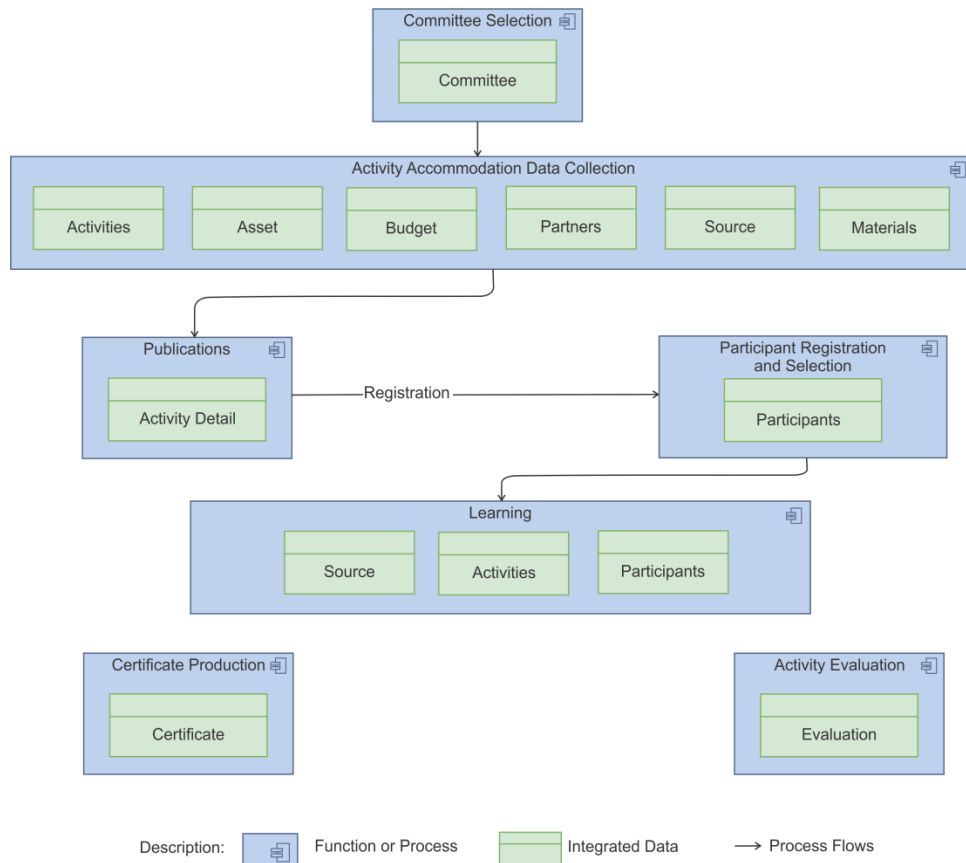 Committee Selection
Committee
Activity Accommodation Data Collection
Activities
Asset
Budget
Partners
Source
Materials
Publications
Activity Detail
Registration
Participant Registration
and Selection
Participants
Learning
Source
Activities
Participants
Certificate Production
Certificate
Activity Evaluation
Evaluation
Description:
Function or Process
Integrated Data
Process Flows